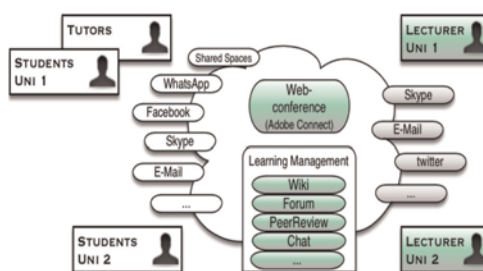 TUTORS
STUDENTS
UNI 1
LECTURER
UNI 1
Shared Spaces
WhatsApp
Facebook
Skype
E-Mail
...
Web-
conference
(Adobe Connect)
Learning Management
Wiki
Forum
PeerReview
Chat
...
Skype
E-Mail
twitter
...
STUDENTS
UNI 2
LECTURER
UNI 2